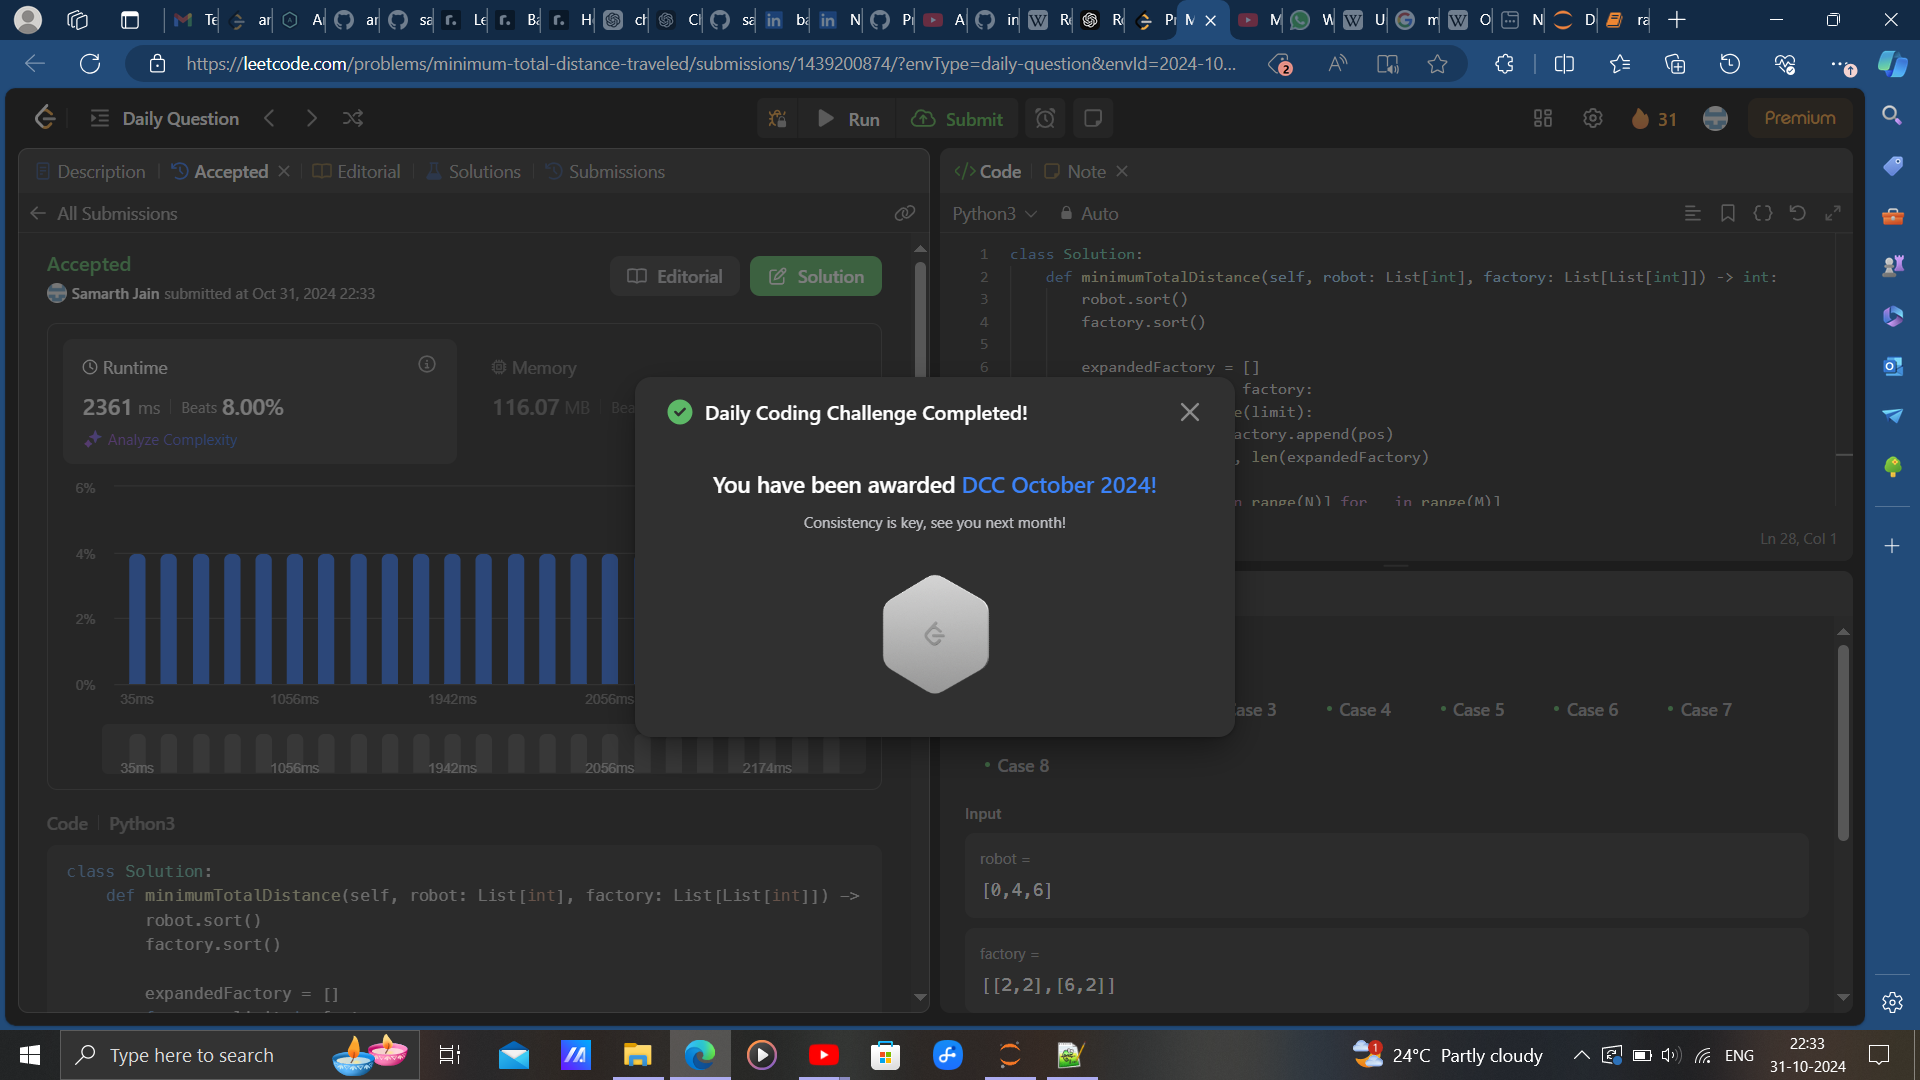 https://leetcode.com/problems/minimum-total-distance-traveled/submissions/1439200874/?envType=daily-question&envId=2024-10...
Daily Question
Run
Submit
31
Premium
Description
Accepted
Editorial
Solutions
Submissions
All Submissions
Accepted
Samarth Jain submitted at Oct 31, 2024 22:33
Editorial
Solution
Runtime
2361 ms
Beats 8.00%
Analyze Complexity
Memory
116.07 MB
6%
4%
2%
0%
35ms
1056ms
1942ms
2056ms
35ms
1056ms
1942ms
2056ms
2174ms
Code
Python3
class Solution:
def minimumTotalDistance(self, robot: List[int], factory: List[List[int]]) ->
robot.sort()
factory.sort()
expandedFactory = []
Code
Note
Python3
Auto
1 class Solution:
2 def minimumTotalDistance(self, robot: List[int], factory: List[List[int]]) -> int:
3 robot.sort()
4 factory.sort()
5
6 expandedFactory = []
factory:
e(limit):
actory.append(pos)
, len(expandedFactory)
n range(N)] for _ in range(M)]
Ln 28, Col 1
Daily Coding Challenge Completed!
You have been awarded DCC October 2024!
Consistency is key, see you next month!
Case 3
Case 4
Case 5
Case 6
Case 7
Case 8
Input
robot =
[0,4,6]
factory =
[[2,2],[6,2]]
Type here to search
24°C Partly cloudy
ENG
22:33
31-10-2024